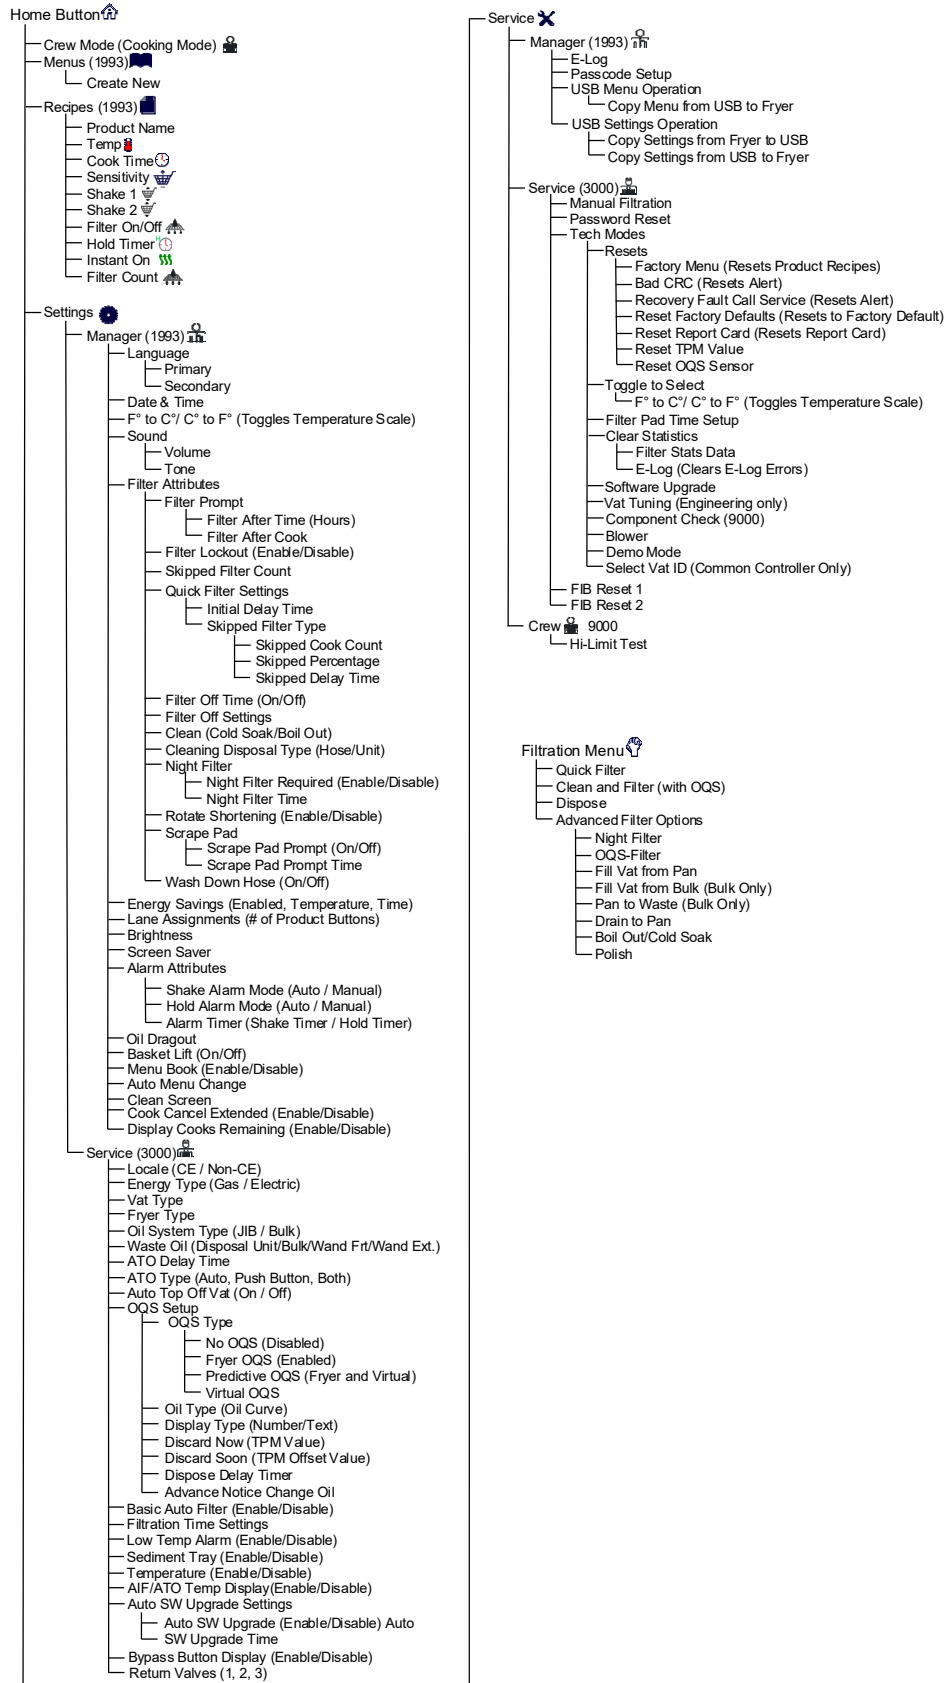 Home Button
Crew Mode (Cooking Mode)
Menus (1993)
Create New
Recipes (1993)
Product Name
Temp
Cook Time
Sensitivity
Shake 1
Shake 2
Filter On/Off
Hold Timer
Instant On
Filter Count
Settings
Manager (1993)
Language
Primary
Secondary
Date & Time
F° to C°/ C° to F° (Toggles Temperature Scale)
Sound
Volume
Tone
Filter Attributes
Filter Prompt
Filter After Time (Hours)
Filter After Cook
Filter Lockout (Enable/Disable)
Skipped Filter Count
Quick Filter Settings
Initial Delay Time
Skipped Filter Type
Skipped Cook Count
Skipped Percentage
Skipped Delay Time
Filter Off Time (On/Off)
Filter Off Settings
Clean (Cold Soak/Boil Out)
Cleaning Disposal Type (Hose/Unit)
Night Filter
Night Filter Required (Enable/Disable)
Night Filter Time
Rotate Shortening (Enable/Disable)
Scrape Pad
Scrape Pad Prompt (On/Off)
Scrape Pad Prompt Time
Wash Down Hose (On/Off)
Energy Savings (Enabled, Temperature, Time)
Lane Assignments (# of Product Buttons)
Brightness
Screen Saver
Alarm Attributes
Shake Alarm Mode (Auto / Manual)
Hold Alarm Mode (Auto / Manual)
Alarm Timer (Shake Timer / Hold Timer)
Oil Dragout
Basket Lift (On/Off)
Menu Book (Enable/Disable)
Auto Menu Change
Clean Screen
Cook Cancel Extended (Enable/Disable)
Display Cooks Remaining (Enable/Disable)
Service (3000)
Locale (CE / Non-CE)
Energy Type (Gas / Electric)
Vat Type
Fryer Type
Oil System Type (JIB / Bulk)
Waste Oil (Disposal Unit/Bulk/Wand Frt/Wand Ext.)
ATO Delay Time
ATO Type (Auto, Push Button, Both)
Auto Top Off Vat (On / Off)
OQS Setup
OQS Type
No OQS (Disabled)
Fryer OQS (Enabled)
Predictive OQS (Fryer and Virtual)
Virtual OQS
Oil Type (Oil Curve)
Display Type (Number/Text)
Discard Now (TPM Value)
Discard Soon (TPM Offset Value)
Dispose Delay Timer
Advance Notice Change Oil
Basic Auto Filter (Enable/Disable)
Filtration Time Settings
Low Temp Alarm (Enable/Disable)
Sediment Tray (Enable/Disable)
Temperature (Enable/Disable)
AIF/ATO Temp Display(Enable/Disable)
Auto SW Upgrade Settings
Auto SW Upgrade (Enable/Disable) Auto
SW Upgrade Time
Bypass Button Display (Enable/Disable)
Return Valves (1, 2, 3)
Service
Manager (1993)
E-Log
Passcode Setup
USB Menu Operation
Copy Menu from USB to Fryer
USB Settings Operation
Copy Settings from Fryer to USB
Copy Settings from USB to Fryer
Service (3000)
Manual Filtration
Password Reset
Tech Modes
Resets
Factory Menu (Resets Product Recipes)
Bad CRC (Resets Alert)
Recovery Fault Call Service (Resets Alert)
Reset Factory Defaults (Resets to Factory Default)
Reset Report Card (Resets Report Card)
Reset TPM Value
Reset OQS Sensor
Toggle to Select
F° to C°/ C° to F° (Toggles Temperature Scale)
Filter Pad Time Setup
Clear Statistics
Filter Stats Data
E-Log (Clears E-Log Errors)
Software Upgrade
Vat Tuning (Engineering only)
Component Check (9000)
Blower
Demo Mode
Select Vat ID (Common Controller Only)
FIB Reset 1
FIB Reset 2
Crew 9000
Hi-Limit Test
Filtration Menu
Quick Filter
Clean and Filter (with OQS)
Dispose
Advanced Filter Options
Night Filter
OQS-Filter
Fill Vat from Pan
Fill Vat from Bulk (Bulk Only)
Pan to Waste (Bulk Only)
Drain to Pan
Boil Out/Cold Soak
Polish